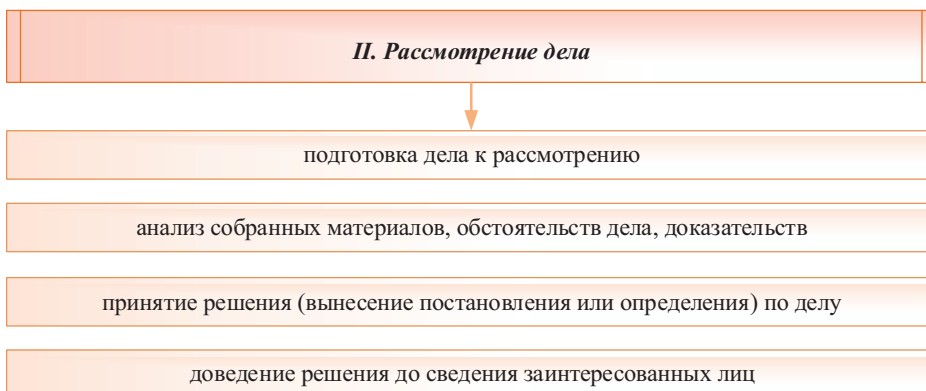 II. Рассмотрение дела
подготовка дела к рассмотрению
анализ собранных материалов, обстоятельств дела, доказательств
принятие решения (вынесение постановления или определения) по делу
доведение решения до сведения заинтересованных лиц